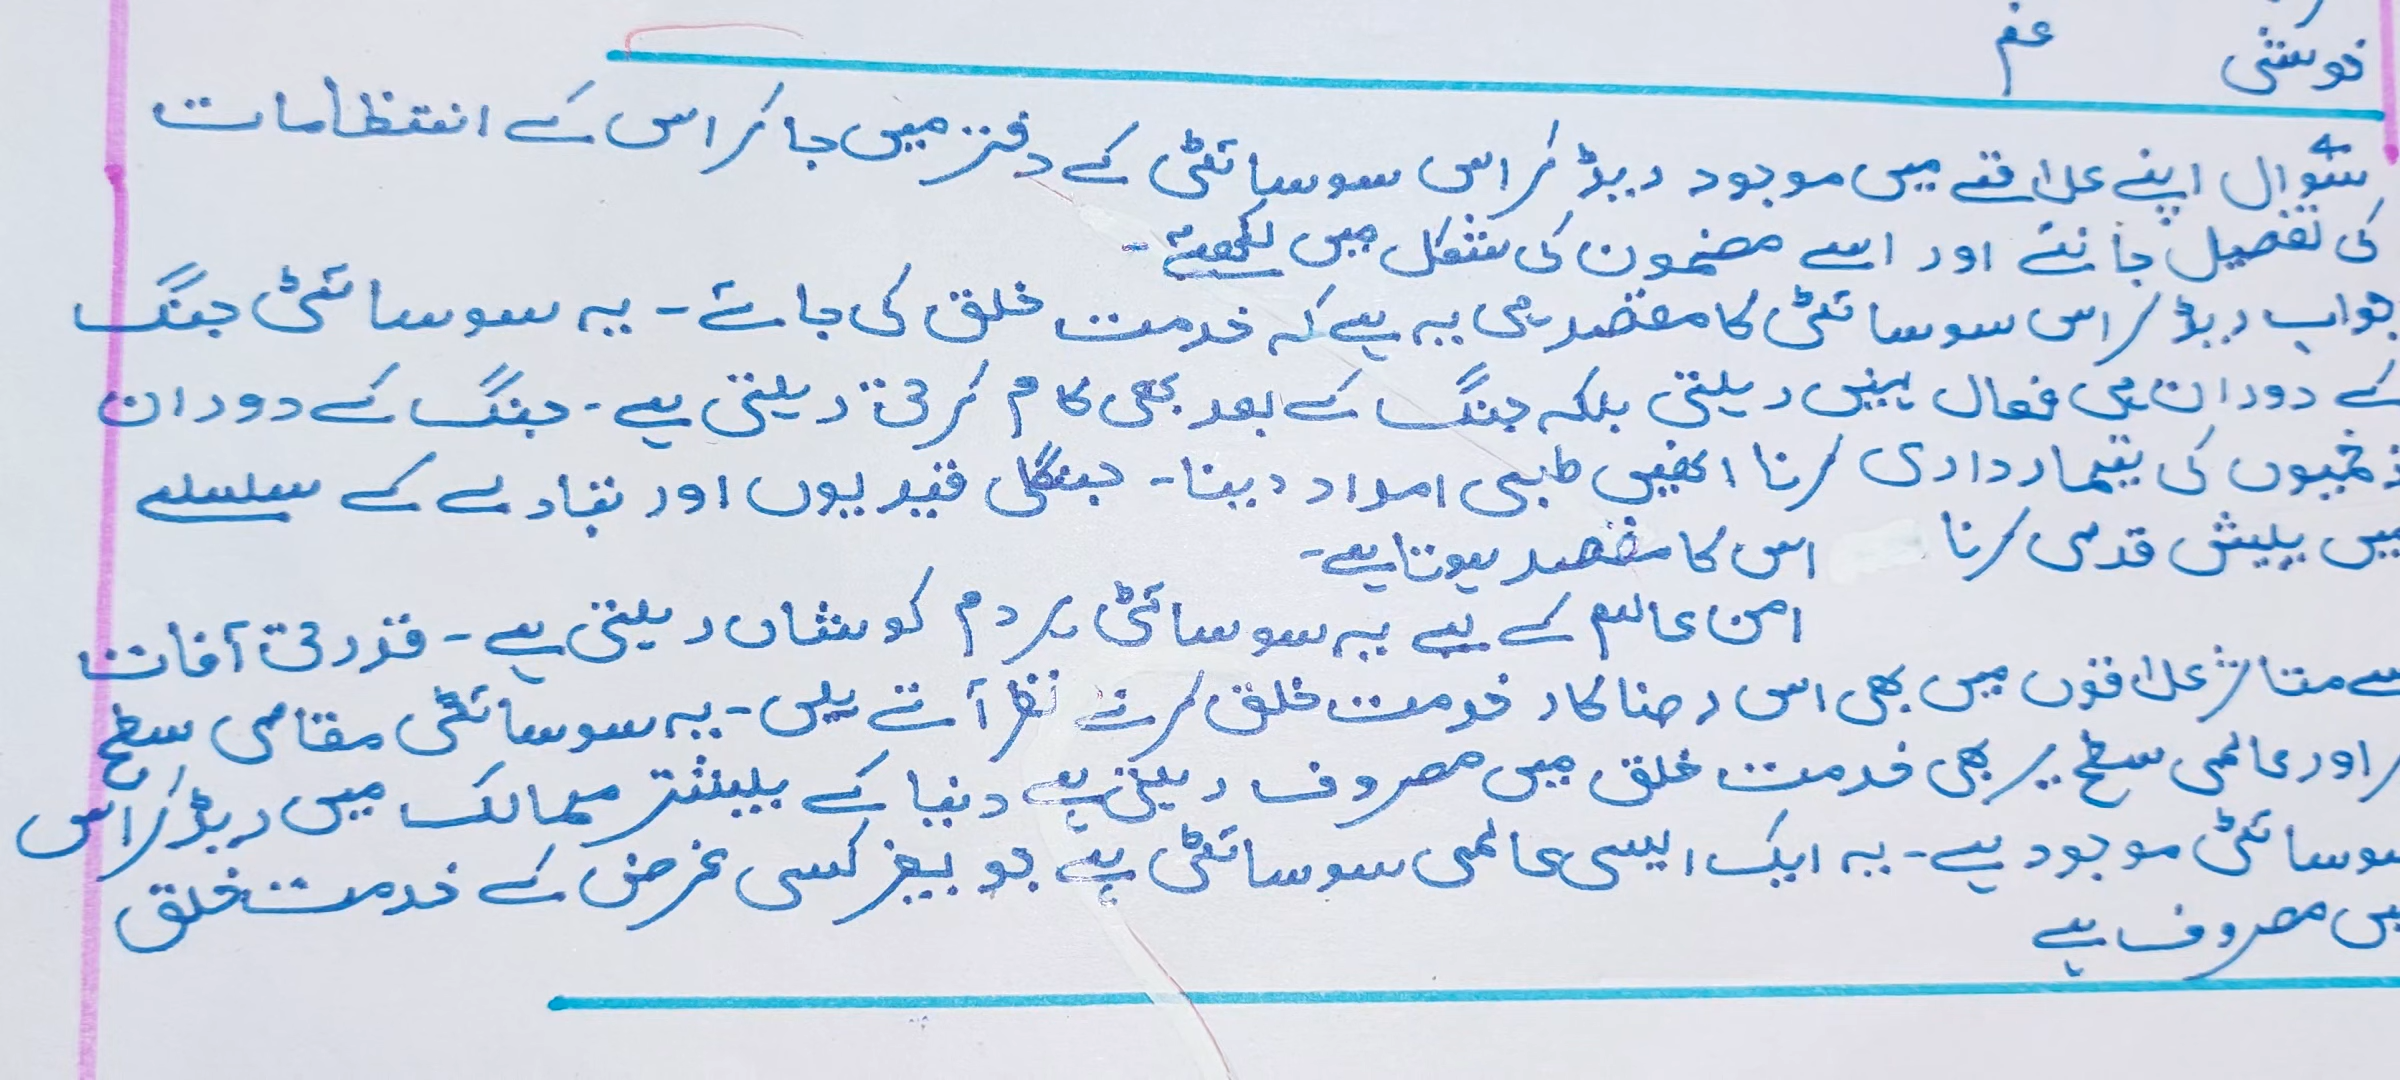 خوشی غم
سوال اپنے علاقے میں موجود ریڈ کراس سوسائٹی کے دفتر میں جا کر اس کے انتظامات
کی تفصیل جانئے اور اسے مضمون کی شکل میں لکھئے۔
جواب ریڈ کراس سوسائٹی کا مقصد ہی یہ ہے کہ خدمت خلق کی جائے۔ یہ سوسائٹی جنگ
کے دوران ہی فعال نہیں رہتی بلکہ جنگ کے بعد بھی کام کرتی رہتی ہے۔ جنگ کے دوران
زخمیوں کی تیمارداری کرنا انھیں طبی امداد دینا۔ جنگی قیدیوں اور تبادلے کے سلسلے
میں پیش قدمی کرنا اس کا مقصد ہوتا ہے۔
امن عالم کے لیے یہ سوسائٹی ہر دم کوشاں رہتی ہے۔ قدرتی آفات
سے متاثر علاقوں میں بھی اس رضاکار خدمت خلق کرتے نظر آتے ہیں۔ یہ سوسائٹی مقامی سطح
اور عالمی سطح پر بھی خدمت خلق میں مصروف رہتی ہے دنیا کے بیشتر ممالک میں ریڈ کراس
سوسائٹی موجود ہے۔ یہ ایک ایسی عالمی سوسائٹی ہے جو بغیر کسی غرض کے خدمت خلق
میں مصروف ہے